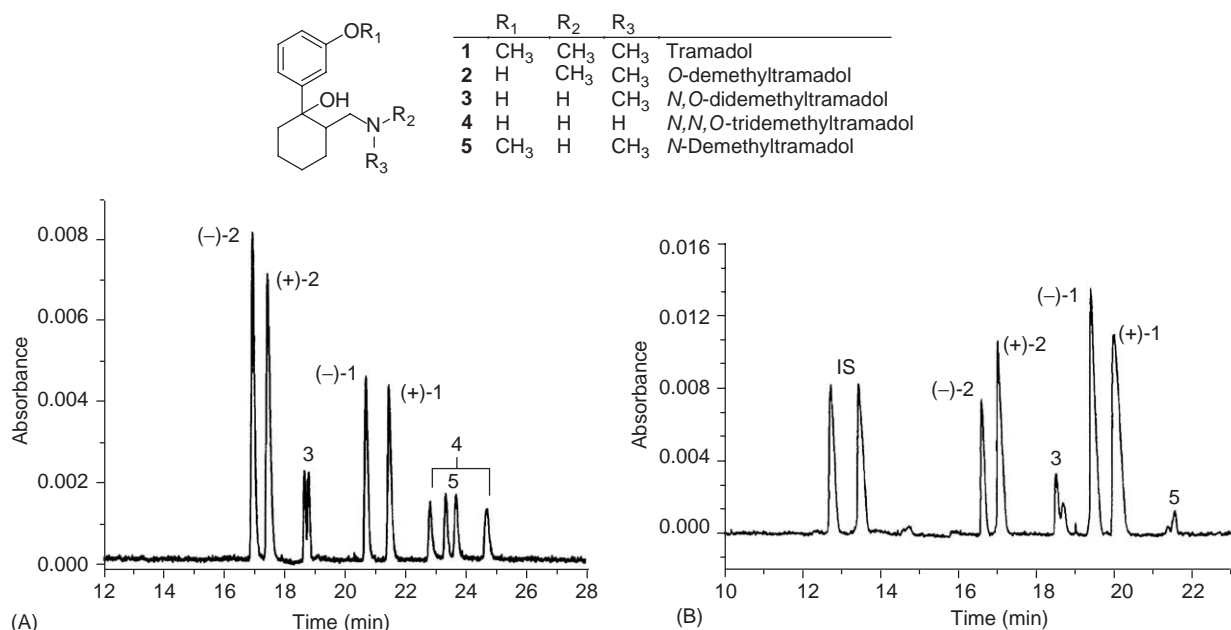 OR1
OH
N
R2
R3
R1 R2 R3
1 CH3 CH3 CH3 Tramadol
2 H CH3 CH3 O-demethyltramadol
3 H H CH3 N,O-didemethyltramadol
4 H H H N,N,O-tridemethyltramadol
5 CH3 H CH3 N-Demethyltramadol
Absorbance
0.008
0.006
0.004
0.002
0.000
(−)-2
(+)-2
3
(−)-1
(+)-1
4
5
12 14 16 18 20 22 24 26 28
Time (min)
(A)
Absorbance
0.016
0.012
0.008
0.004
0.000
IS
(−)-2
(+)-2
3
(−)-1
(+)-1
5
10 12 14 16 18 20 22
Time (min)
(B)